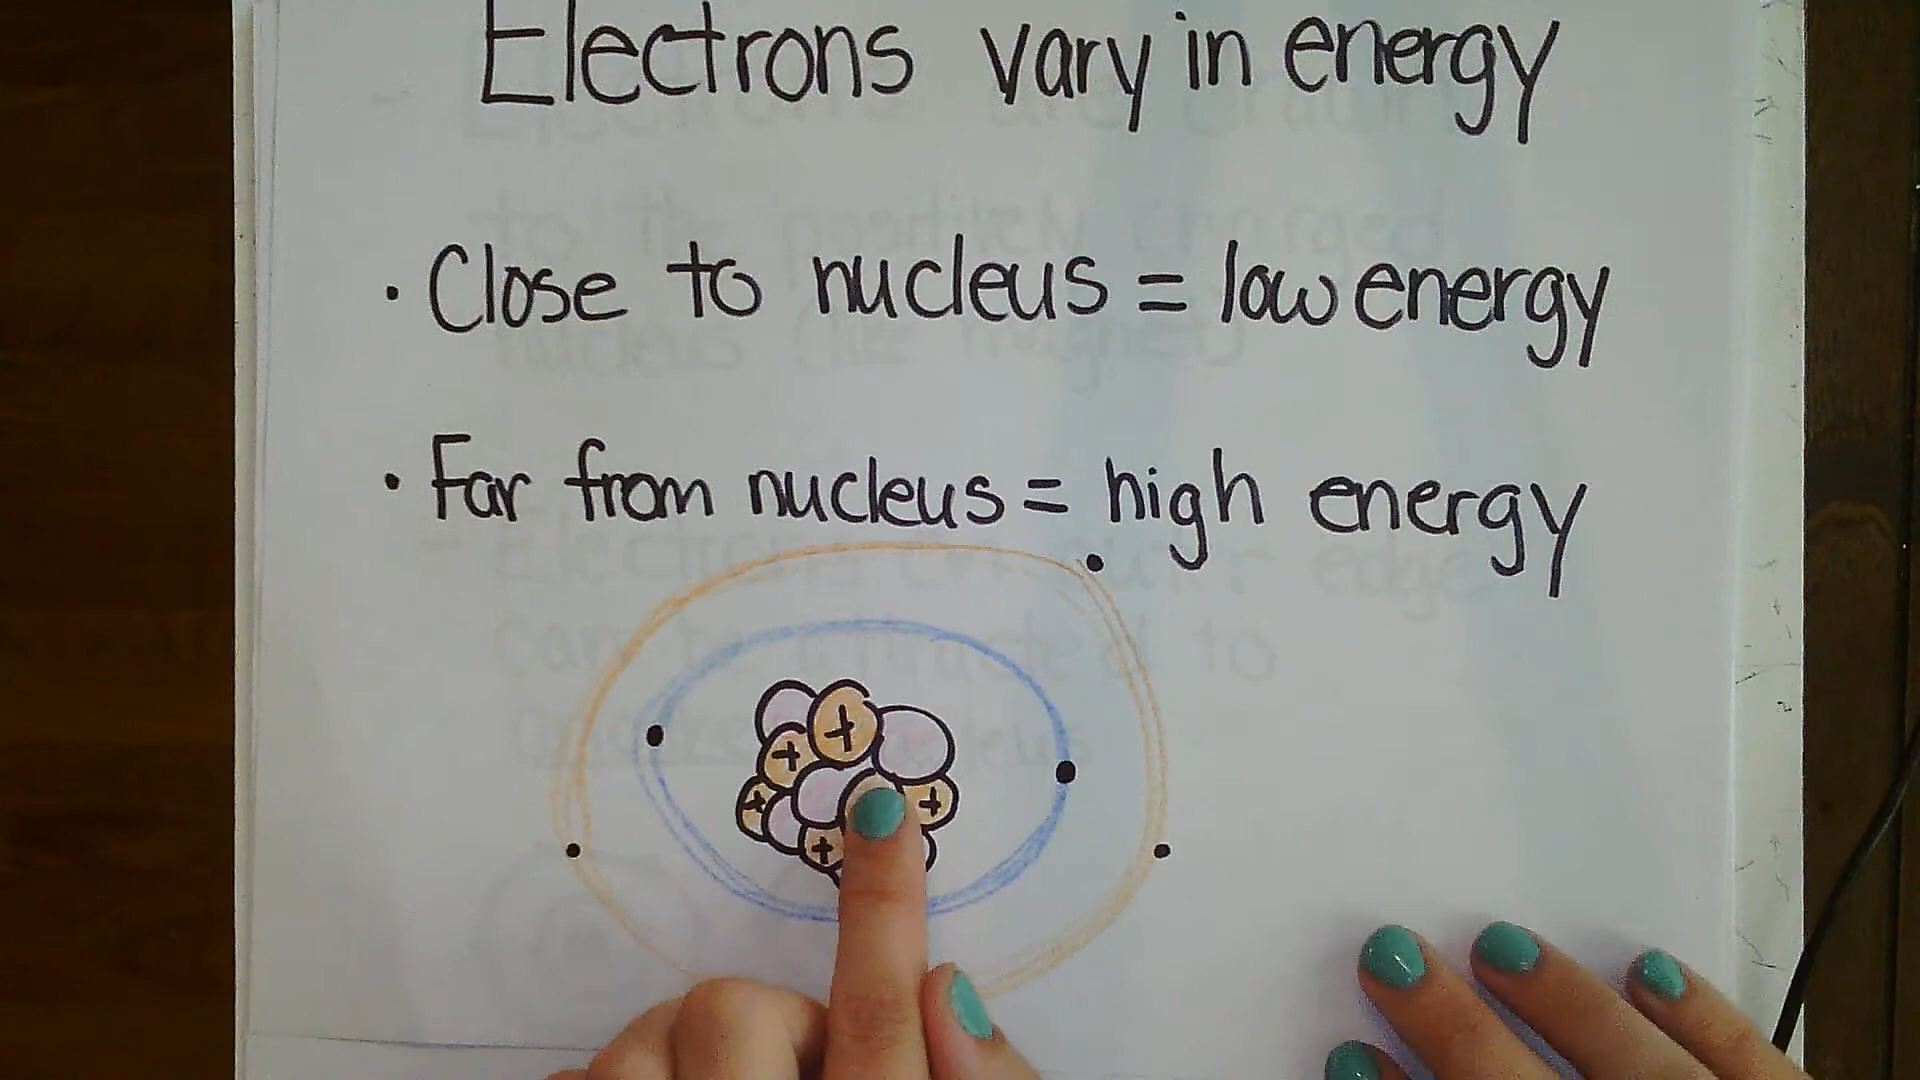 Electrons vary in energy
· Close to nucleus = low energy
· Far from nucleus = high energy
+
+
+
+
+